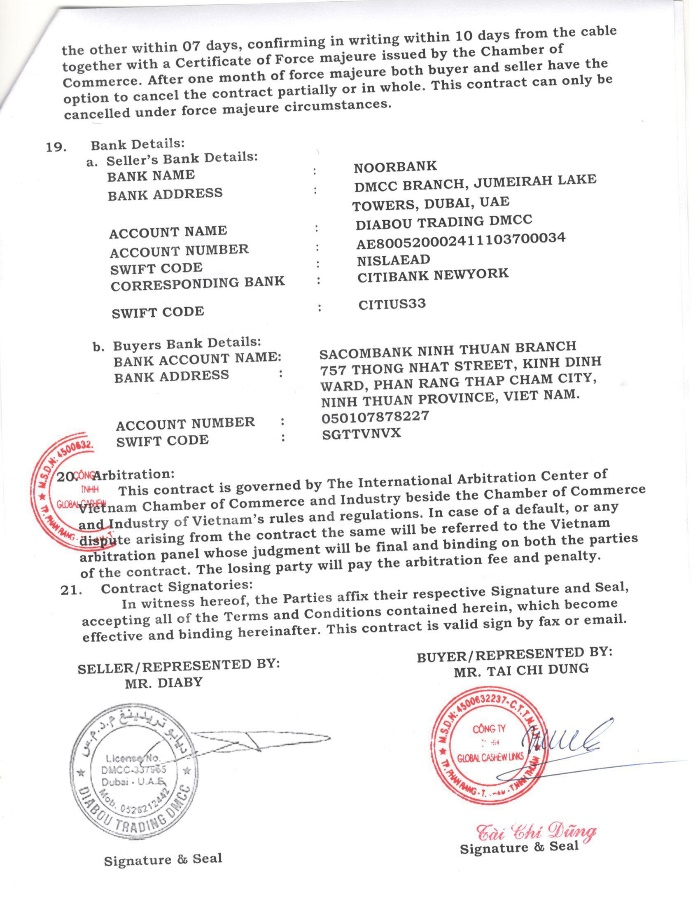 the other within 07 days, confirming in writing within 10 days from the cable
together with a Certificate of Force majeure issued by the Chamber of
Commerce. After one month of force majeure both buyer and seller have the
option to cancel the contract partially or in whole. This contract can only be
cancelled under force majeure circumstances.
19. Bank Details:
a. Seller's Bank Details:
BANK NAME : NOORBANK
BANK ADDRESS : DMCC BRANCH, JUMEIRAH LAKE
TOWERS, DUBAI, UAE
ACCOUNT NAME : DIABOU TRADING DMCC
ACCOUNT NUMBER : AE800520002411103700034
SWIFT CODE : NISLAEAD
CORRESPONDING BANK : CITIBANK NEWYORK
SWIFT CODE : CITIUS33
b. Buyers Bank Details:
BANK ACCOUNT NAME: SACOMBANK NINH THUAN BRANCH
BANK ADDRESS : 757 THONG NHAT STREET, KINH DINH
WARD, PHAN RANG THAP CHAM CITY,
NINH THUAN PROVINCE, VIET NAM.
ACCOUNT NUMBER : 050107878227
SWIFT CODE : SGTTVNVX
M.S.D.N: 4500632
CÔNG
TNHH
GLOBAL CASHEW
TP. PHAN RANG
20. Arbitration:
This contract is governed by The International Arbitration Center of
Vietnam Chamber of Commerce and Industry beside the Chamber of Commerce
and Industry of Vietnam's rules and regulations. In case of a default, or any
dispute arising from the contract the same will be referred to the Vietnam
arbitration panel whose judgment will be final and binding on both the parties
of the contract. The losing party will pay the arbitration fee and penalty.
21. Contract Signatories:
In witness hereof, the Parties affix their respective Signature and Seal,
accepting all of the Terms and Conditions contained herein, which become
effective and binding hereinafter. This contract is valid sign by fax or email.
SELLER/REPRESENTED BY:
MR. DIABY
BUYER/REPRESENTED BY:
MR. TAI CHI DUNG
ديابو تريدينغ م.د.م.س
License No.
DMCC-337965
Dubai - U.A.E
Mob. 0526212442
DIABOU TRADING DMCC
M.S.D.N: 4500632237-C.T.T.N.H.H
CÔNG TY
GLOBAL CASHEW LINKS
TP. PHAN RANG
Tài Chí Dũng
Signature & Seal
Signature & Seal